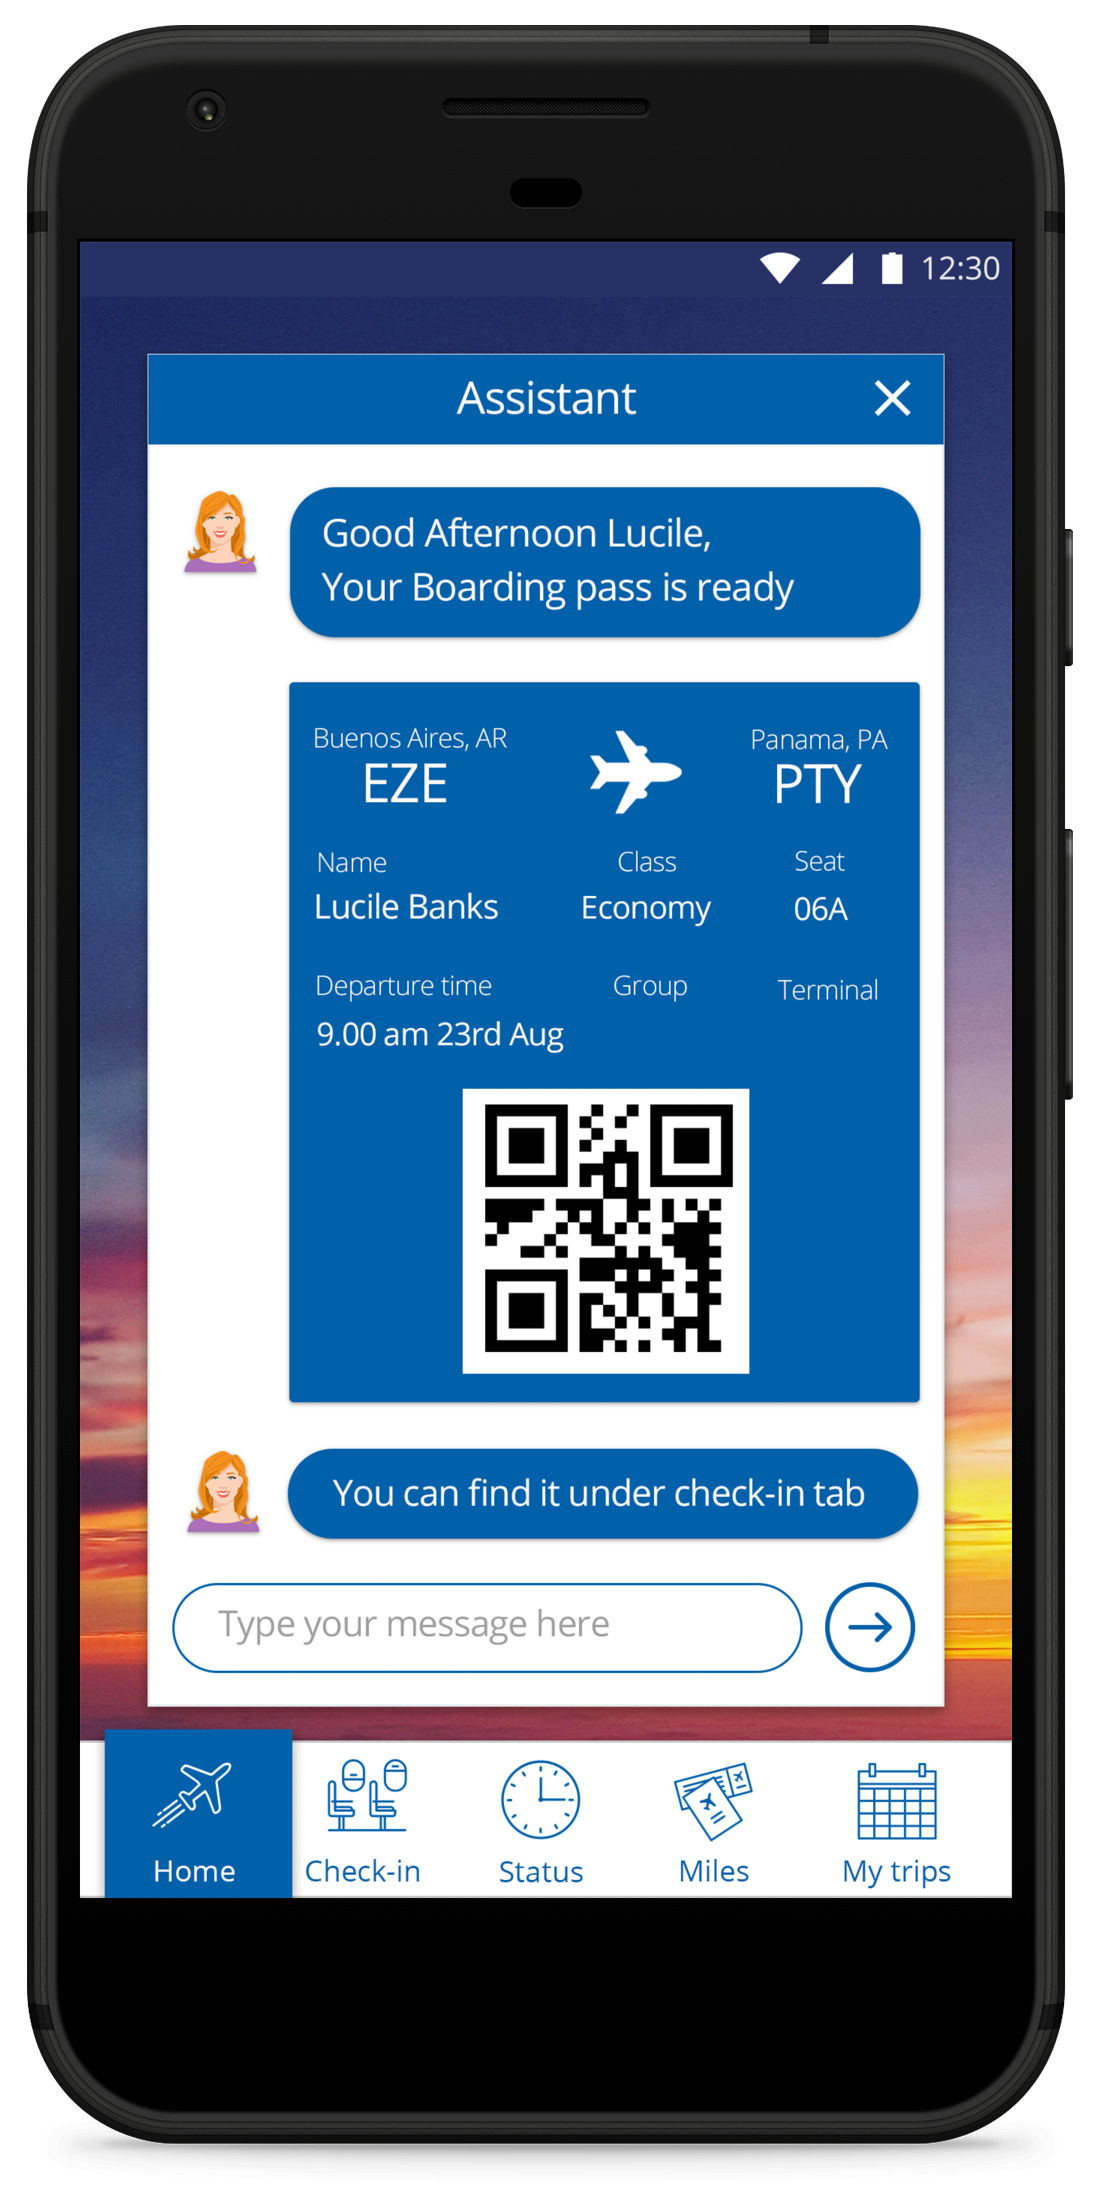 12:30
Assistant
Good Afternoon Lucile,
Your Boarding pass is ready
Buenos Aires, AR
EZE
Panama, PA
PTY
Name
Class
Seat
Lucile Banks
Economy
06A
Departure time
Group
Terminal
9.00 am 23rd Aug
You can find it under check-in tab
Type your message here
Home
Check-in
Status
Miles
My trips